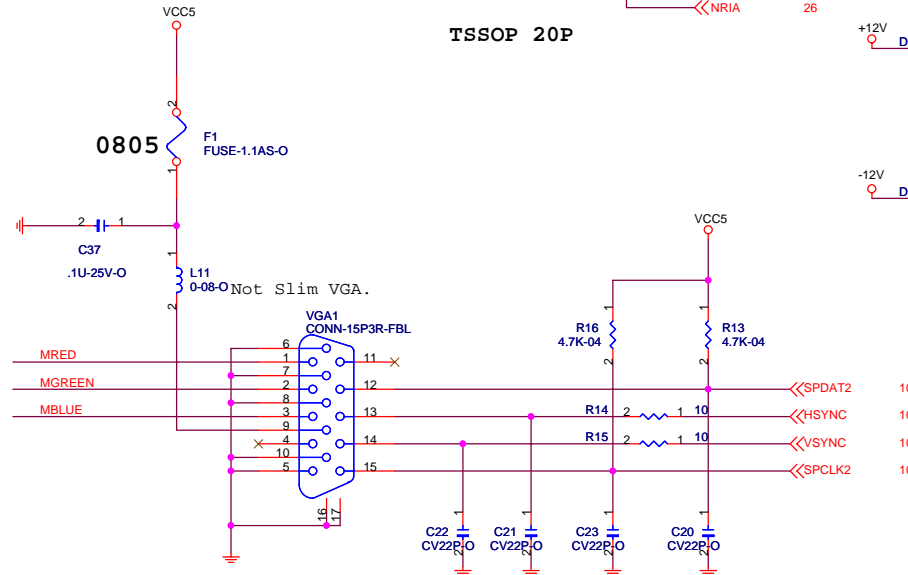 VCC5
NRIA 26
TSSOP 20P
+12V
D
2
0805
F1
FUSE-1.1AS-O
1
-12V
D
2 1
C37
.1U-25V-O
VCC5
1
L11
0-08-O
2
Not Slim VGA.
VGA1
CONN-15P3R-FBL
1 1
R16
4.7K-04
R13
4.7K-04
2 2
6
MRED 1 11
7
MGREEN 2 12 SPDAT2 10
8
MBLUE 3 13 R14 2 1 10 HSYNC 10
9
4 14 R15 2 1 10 VSYNC 10
10
5 15 SPCLK2 10
16 17
1 1 1 1
C22
CV22P-O
2
C21
CV22P-O
2
C23
CV22P-O
2
C20
CV22P-O
2